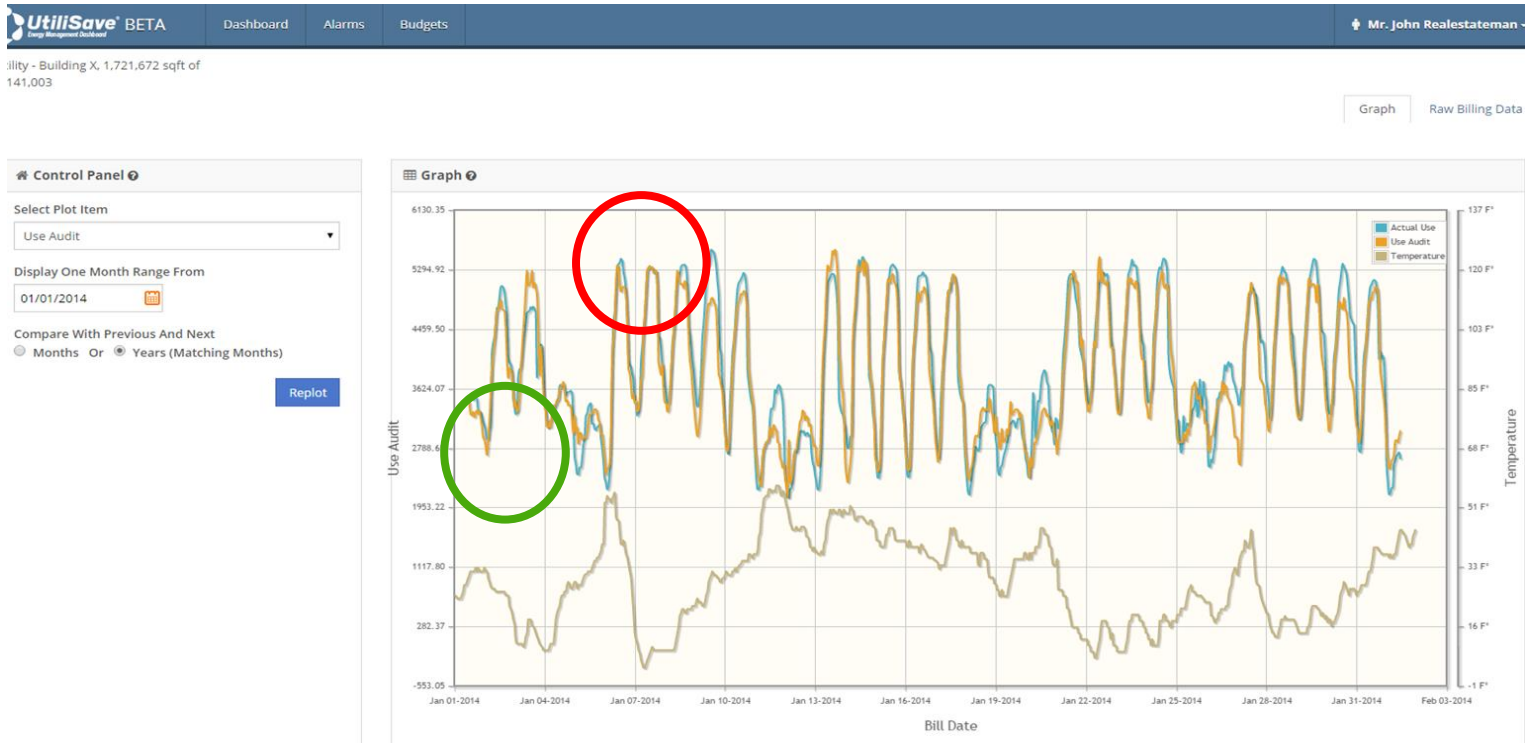 UtiliSave BETA
Energy Management Dashboard
Dashboard
Alarms
Budgets
Mr. John Realestateman
ility - Building X, 1,721,672 sqft of
141,003
Graph
Raw Billing Data
Control Panel
Select Plot Item
Use Audit
Display One Month Range From
01/01/2014
Compare With Previous And Next
Months Or Years (Matching Months)
Replot
Graph
6130.35
5294.92
4459.50
3624.07
2788.6
1953.22
1117.80
282.37
-553.05
Use Audit
Actual Use
Use Audit
Temperature
137 F°
120 F°
103 F°
85 F°
68 F°
51 F°
33 F°
16 F°
-1 F°
Temperature
Jan 01-2014
Jan 04-2014
Jan 07-2014
Jan 10-2014
Jan 13-2014
Jan 16-2014
Jan 19-2014
Jan 22-2014
Jan 25-2014
Jan 28-2014
Jan 31-2014
Feb 03-2014
Bill Date